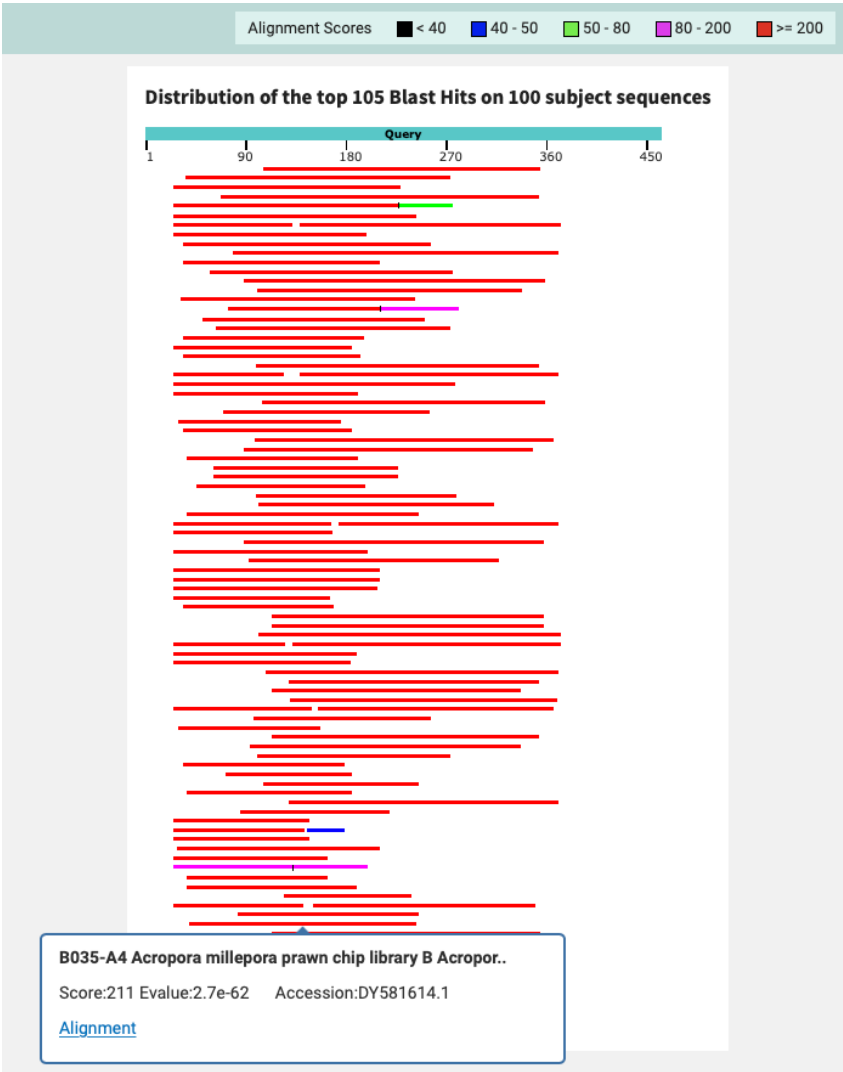 Alignment Scores < 40 40 - 50 50 - 80 80 - 200 >= 200
Distribution of the top 105 Blast Hits on 100 subject sequences
Query
1 90 180 270 360 450
B035-A4 Acropora millepora prawn chip library B Acropor..
Score:211 Evalue:2.7e-62 Accession:DY581614.1
Alignment